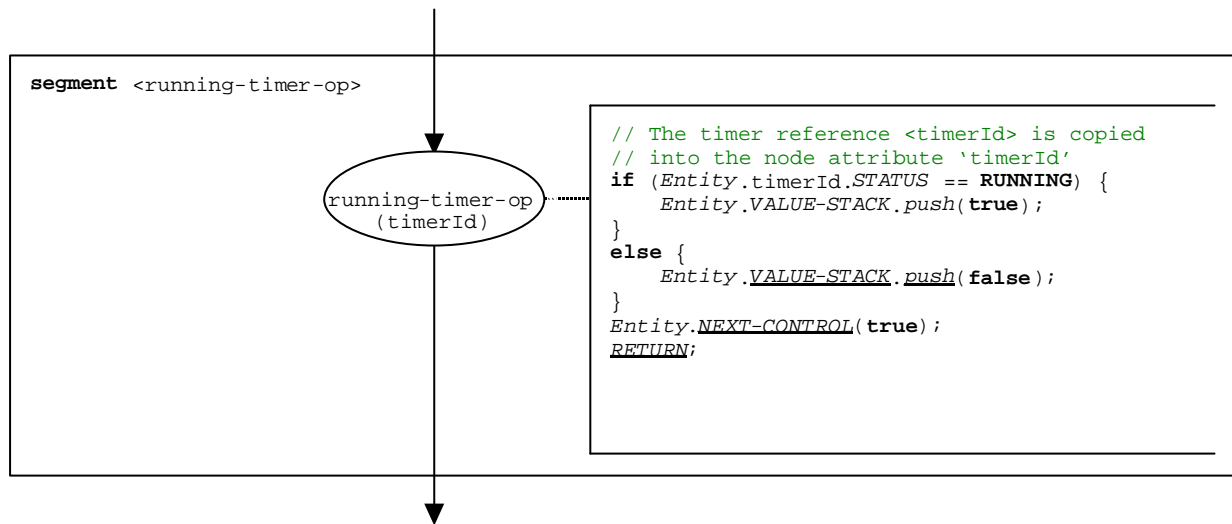 segment <running-timer-op>
running-timer-op
(timerId)
// The timer reference <timerId> is copied
// into the node attribute ‘timerId’
if (Entity.timerId.STATUS == RUNNING) {
Entity.VALUE-STACK.push(true);
}
else {
Entity.VALUE-STACK.push(false);
}
Entity.NEXT-CONTROL(true);
RETURN;